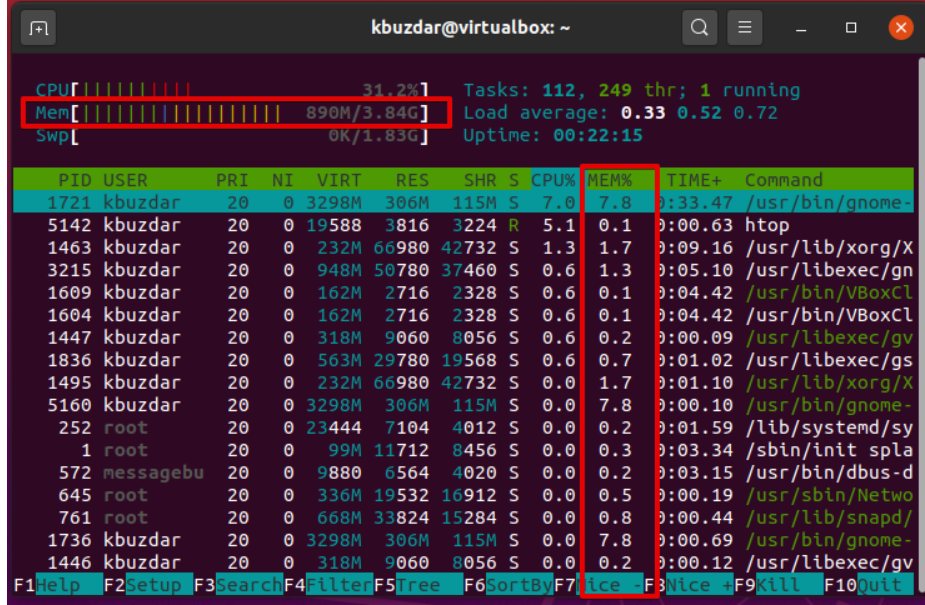 kbuzdar@virtualbox: ~
CPU[|||||||||| 31.2%] Tasks: 112, 249 thr; 1 running
Mem[||||||||||||||||||| 890M/3.84G] Load average: 0.33 0.52 0.72
Swp[ 0K/1.83G] Uptime: 00:22:15
PID USER PRI NI VIRT RES SHR S CPU% MEM% TIME+ Command
1721 kbuzdar 20 0 3298M 306M 115M S 7.0 7.8 0:33.47 /usr/bin/gnome-
5142 kbuzdar 20 0 19588 3816 3224 R 5.1 0.1 0:00.63 htop
1463 kbuzdar 20 0 232M 66980 42732 S 1.3 1.7 0:09.16 /usr/lib/xorg/X
3215 kbuzdar 20 0 948M 50780 37460 S 0.6 1.3 0:05.10 /usr/libexec/gn
1609 kbuzdar 20 0 162M 2716 2328 S 0.6 0.1 0:04.42 /usr/bin/VBoxCl
1604 kbuzdar 20 0 162M 2716 2328 S 0.6 0.1 0:04.42 /usr/bin/VBoxCl
1447 kbuzdar 20 0 318M 9060 8056 S 0.6 0.2 0:00.09 /usr/libexec/gv
1836 kbuzdar 20 0 563M 29780 19568 S 0.6 0.7 0:01.02 /usr/libexec/gs
1495 kbuzdar 20 0 232M 66980 42732 S 0.0 1.7 0:01.10 /usr/lib/xorg/X
5160 kbuzdar 20 0 3298M 306M 115M S 0.0 7.8 0:00.10 /usr/bin/gnome-
252 root 20 0 23444 7104 4012 S 0.0 0.2 0:01.59 /lib/systemd/sy
1 root 20 0 99M 11712 8456 S 0.0 0.3 0:03.34 /sbin/init spla
572 messagebu 20 0 9880 6564 4020 S 0.0 0.2 0:03.15 /usr/bin/dbus-d
645 root 20 0 336M 19532 16912 S 0.0 0.5 0:00.19 /usr/sbin/Netwo
761 root 20 0 668M 33824 15284 S 0.0 0.8 0:00.44 /usr/lib/snapd/
1736 kbuzdar 20 0 3298M 306M 115M S 0.0 7.8 0:00.69 /usr/bin/gnome-
1446 kbuzdar 20 0 318M 9060 8056 S 0.0 0.2 0:00.12 /usr/libexec/gv
F1Help F2Setup F3SearchF4FilterF5Tree F6SortByF7Nice -F8Nice +F9Kill F10Quit